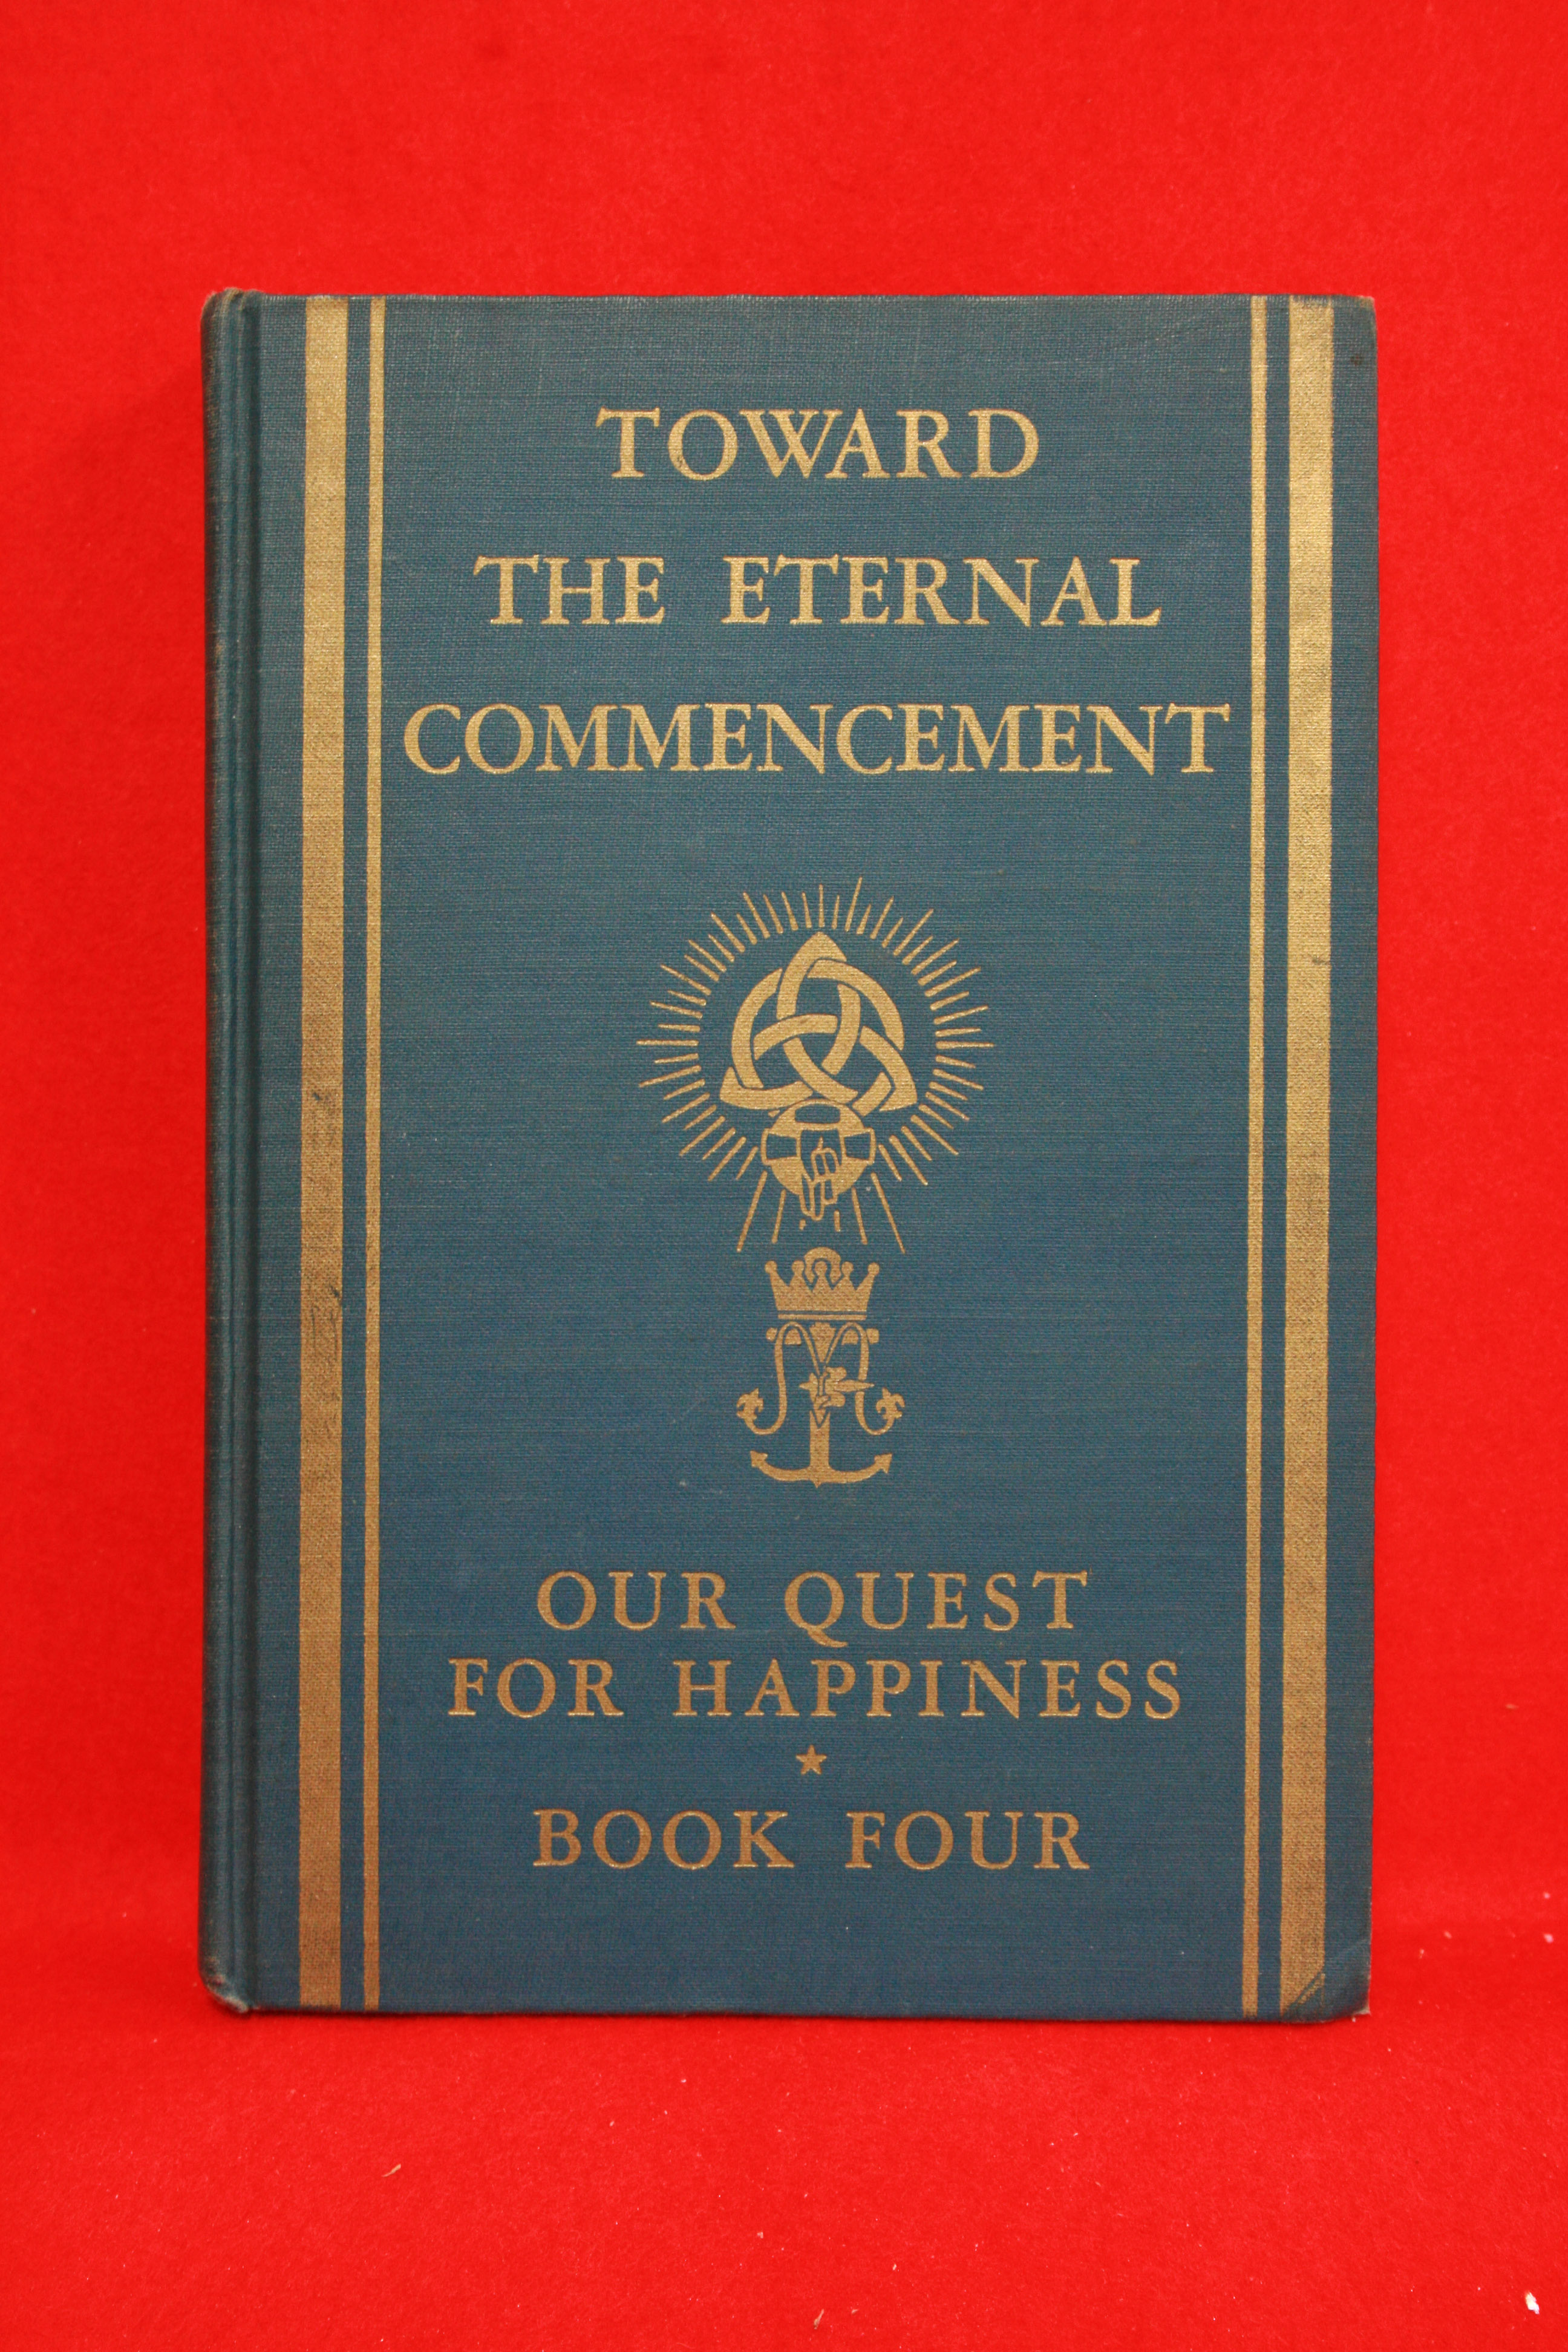 TOWARD
THE ETERNAL
COMMENCEMENT
OUR QUEST
FOR HAPPINESS
BOOK FOUR